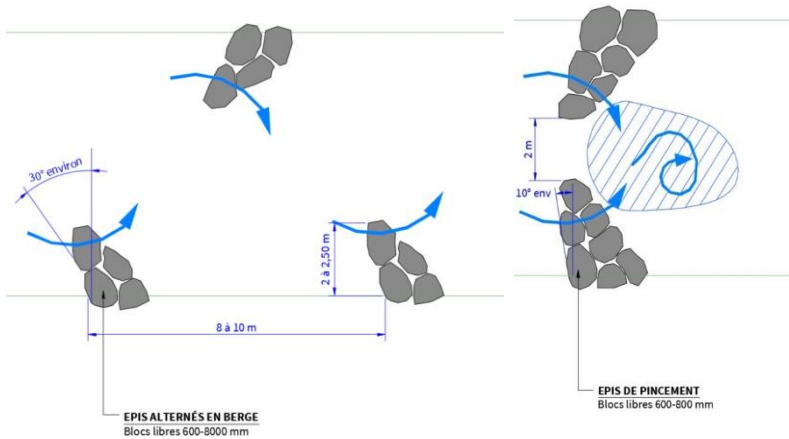 30° environ
2 à 2,50 m
8 à 10 m
EPIS ALTERNÉS EN BERGE
Blocs libres 600-8000 mm
2 m
10° env
EPIS DE PINCEMENT
Blocs libres 600-800 mm